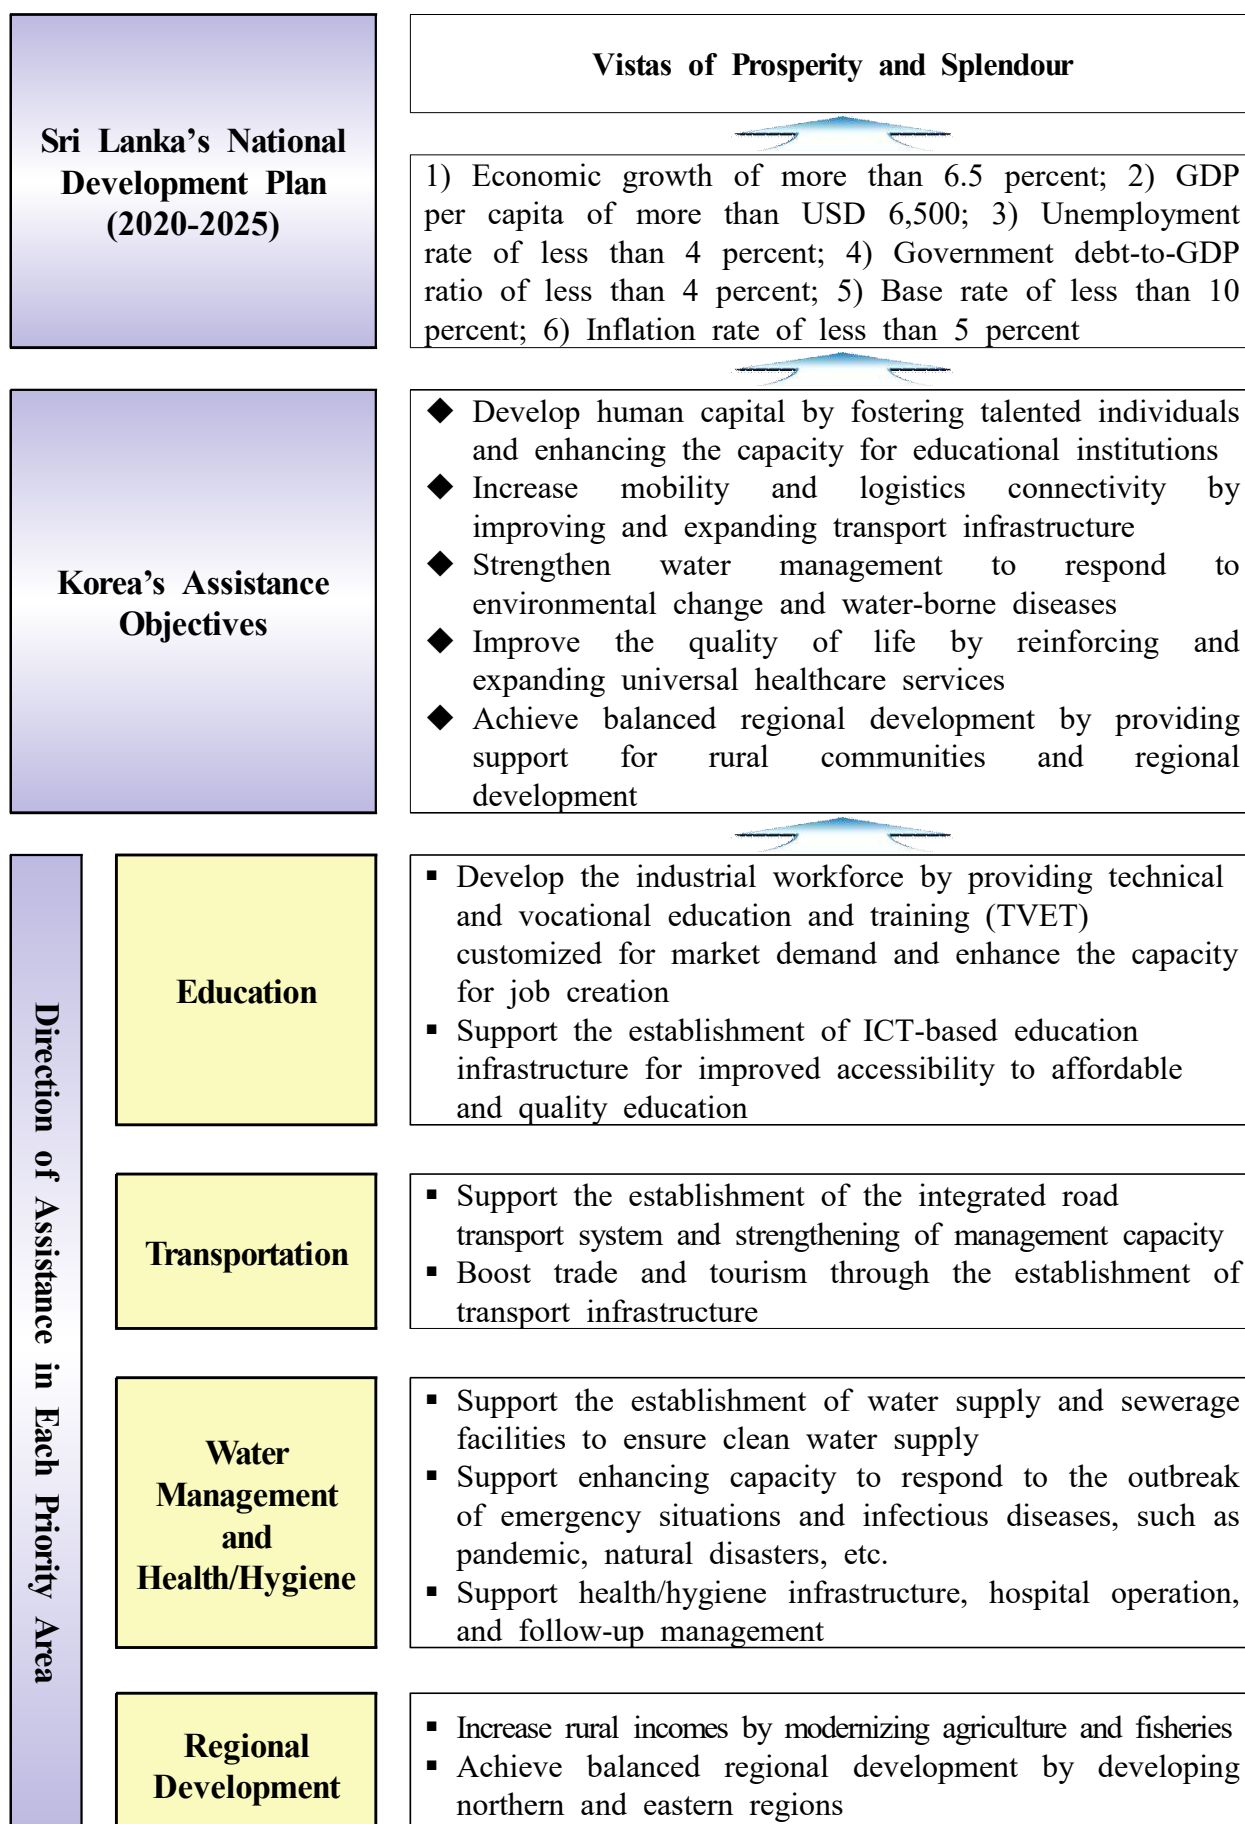 Sri Lanka's National
Development Plan
(2020-2025)
Vistas of Prosperity and Splendour
1) Economic growth of more than 6.5 percent; 2) GDP
per capita of more than USD 6,500; 3) Unemployment
rate of less than 4 percent; 4) Government debt-to-GDP
ratio of less than 4 percent; 5) Base rate of less than 10
percent; 6) Inflation rate of less than 5 percent
Korea's Assistance
Objectives
◆ Develop human capital by fostering talented individuals
and enhancing the capacity for educational institutions
◆ Increase mobility and logistics connectivity by
improving and expanding transport infrastructure
◆ Strengthen water management to respond to
environmental change and water-borne diseases
◆ Improve the quality of life by reinforcing and
expanding universal healthcare services
◆ Achieve balanced regional development by providing
support for rural communities and regional
development
Direction of Assistance in Each Priority Area
Education
▪ Develop the industrial workforce by providing technical
and vocational education and training (TVET)
customized for market demand and enhance the capacity
for job creation
▪ Support the establishment of ICT-based education
infrastructure for improved accessibility to affordable
and quality education
Transportation
▪ Support the establishment of the integrated road
transport system and strengthening of management capacity
▪ Boost trade and tourism through the establishment of
transport infrastructure
Water
Management
and
Health/Hygiene
▪ Support the establishment of water supply and sewerage
facilities to ensure clean water supply
▪ Support enhancing capacity to respond to the outbreak
of emergency situations and infectious diseases, such as
pandemic, natural disasters, etc.
▪ Support health/hygiene infrastructure, hospital operation,
and follow-up management
Regional
Development
▪ Increase rural incomes by modernizing agriculture and fisheries
▪ Achieve balanced regional development by developing
northern and eastern regions